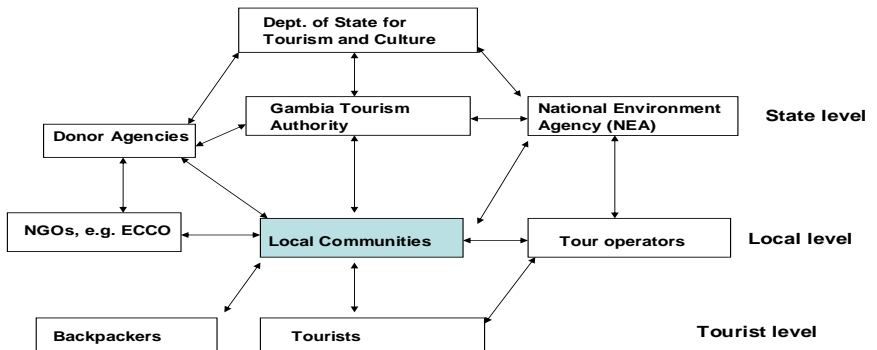 Dept. of State for
Tourism and Culture
Gambia Tourism
Authority
National Environment
Agency (NEA)
State level
Donor Agencies
NGOs, e.g. ECCO
Local Communities
Tour operators
Local level
Backpackers
Tourists
Tourist level